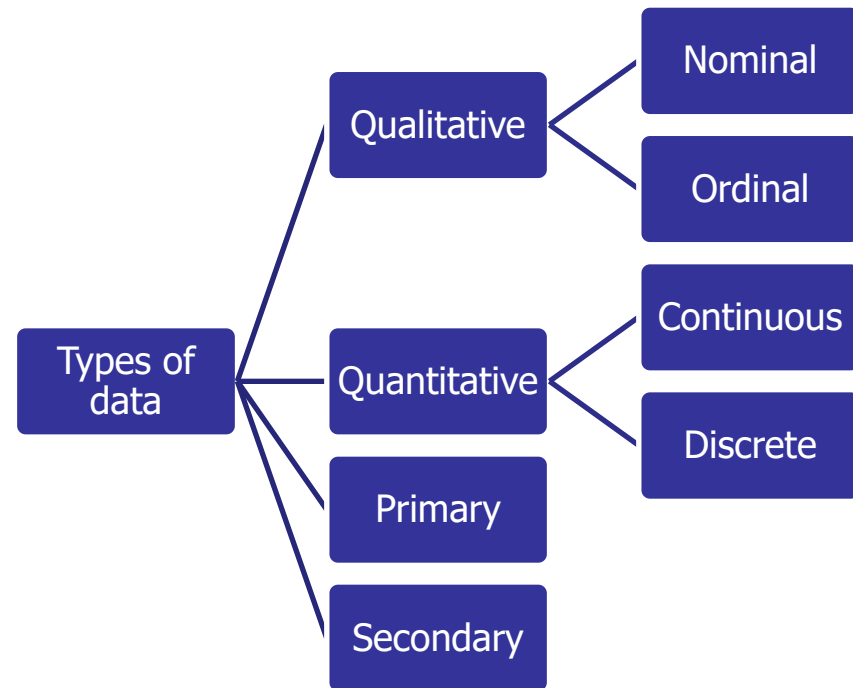 Types of
data
Qualitative
Nominal
Ordinal
Quantitative
Continuous
Discrete
Primary
Secondary